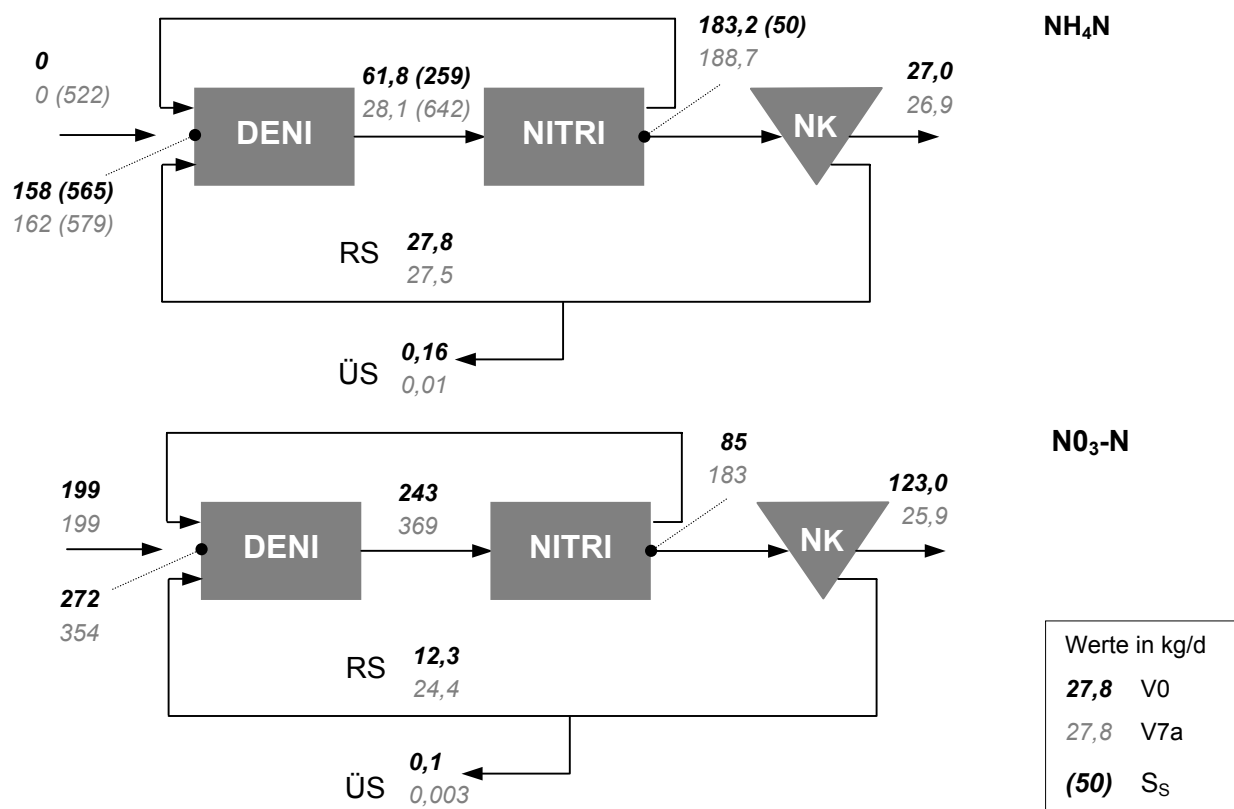 NH₄N
0
0 (522)
61,8 (259)
28,1 (642)
183,2 (50)
188,7
27,0
26,9
DENI
NITRI
NK
158 (565)
162 (579)
RS
27,8
27,5
ÜS
0,16
0,01
N0₃-N
199
199
243
369
85
183
123,0
25,9
DENI
NITRI
NK
272
354
RS
12,3
24,4
ÜS
0,1
0,003
Werte in kg/d
27,8 V0
27,8 V7a
(50) Sₛ